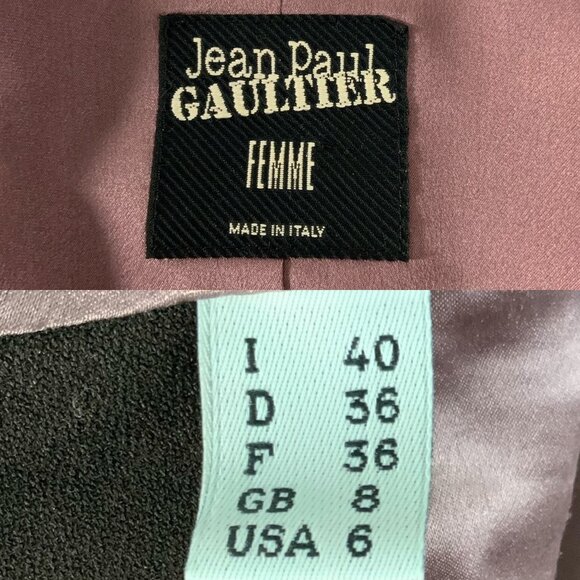 Jean Paul
GAULTIER
FEMME
MADE IN ITALY
I 40
D 36
F 36
GB 8
USA 6